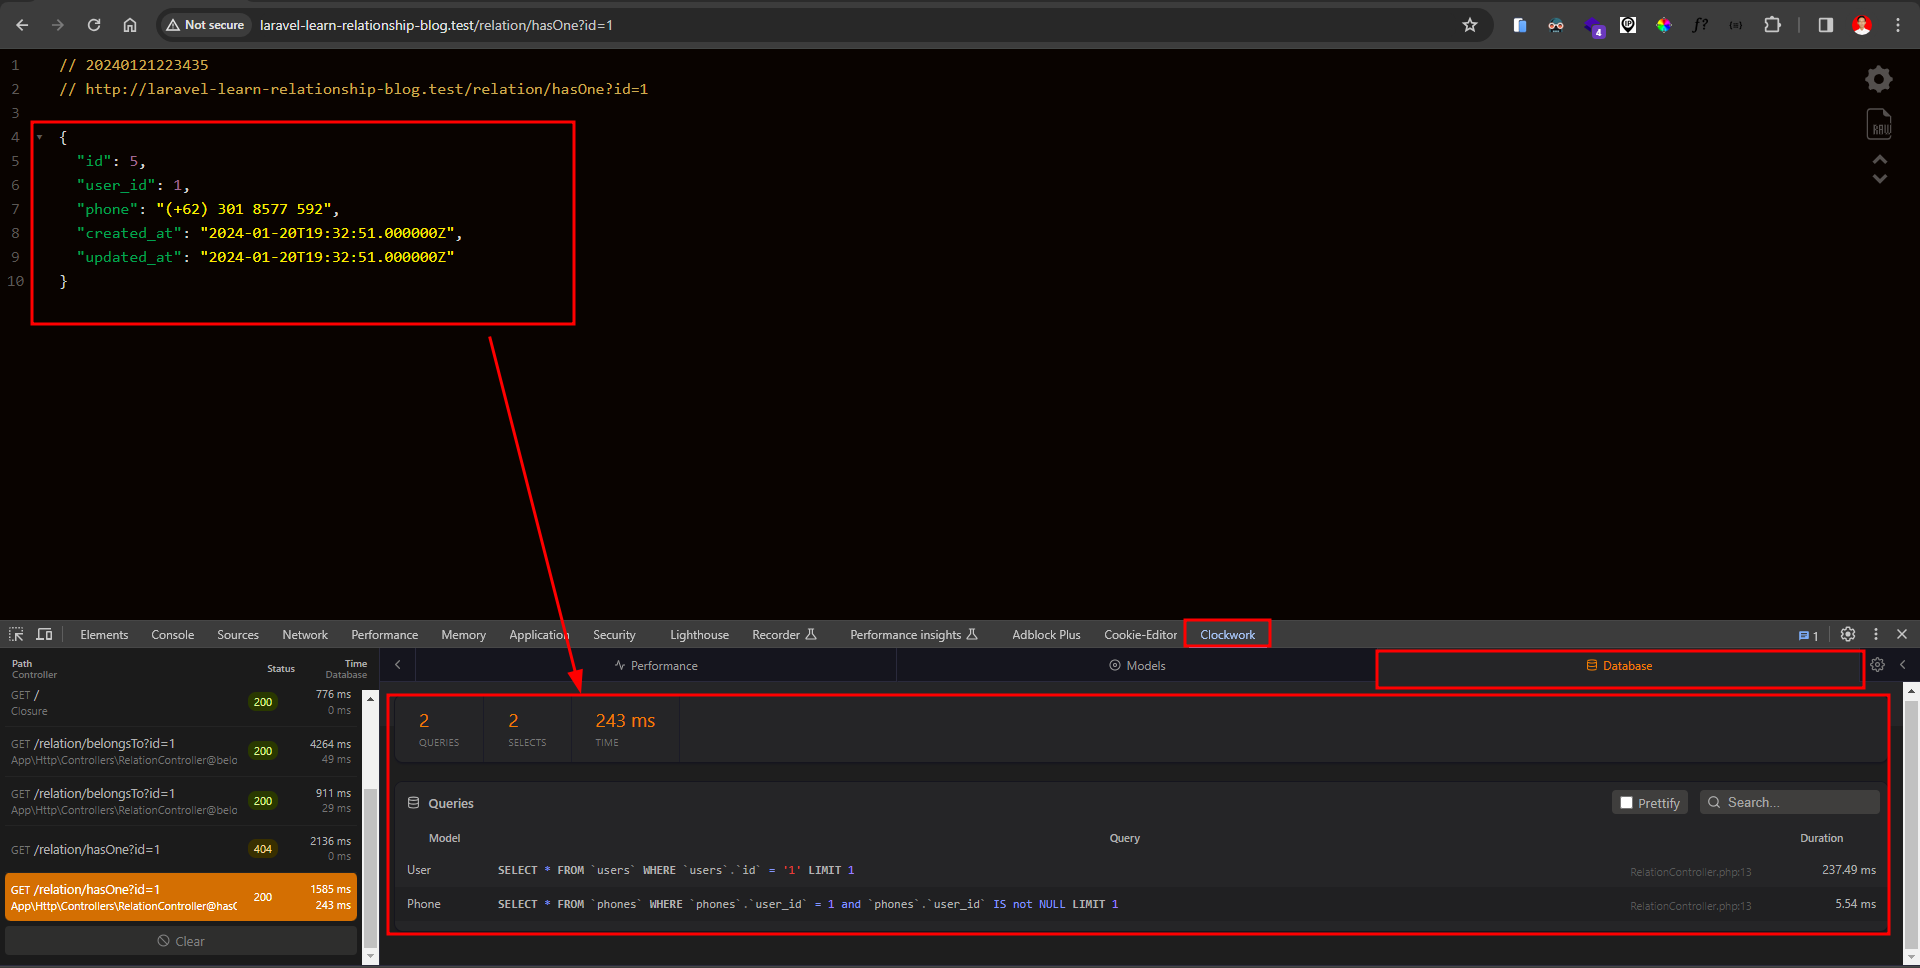 Not secure
laravel-learn-relationship-blog.test/relation/hasOne?id=1
4
f?
1 // 20240121223435
2 // http://laravel-learn-relationship-blog.test/relation/hasOne?id=1
3
4 {
5 "id": 5,
6 "user_id": 1,
7 "phone": "(+62) 301 8577 592",
8 "created_at": "2024-01-20T19:32:51.000000Z",
9 "updated_at": "2024-01-20T19:32:51.000000Z"
10 }
RAW
Elements Console Sources Network Performance Memory Application Security Lighthouse Recorder Performance insights Adblock Plus Cookie-Editor Clockwork 1
Path Status Time
Controller Database
Performance Models Database
GET / 200 776 ms
Closure 0 ms
GET /relation/belongsTo?id=1 200 4264 ms
App\Http\Controllers\RelationController@belo 49 ms
GET /relation/belongsTo?id=1 200 911 ms
App\Http\Controllers\RelationController@belo 29 ms
GET /relation/hasOne?id=1 404 2136 ms
0 ms
GET /relation/hasOne?id=1 200 1585 ms
App\Http\Controllers\RelationController@hasO 243 ms
Clear
2 2 243 ms
QUERIES SELECTS TIME
Queries Prettify Search...
Model Query Duration
User SELECT * FROM `users` WHERE `users`.`id` = '1' LIMIT 1 RelationController.php:13 237.49 ms
Phone SELECT * FROM `phones` WHERE `phones`.`user_id` = 1 and `phones`.`user_id` IS not NULL LIMIT 1 RelationController.php:13 5.54 ms